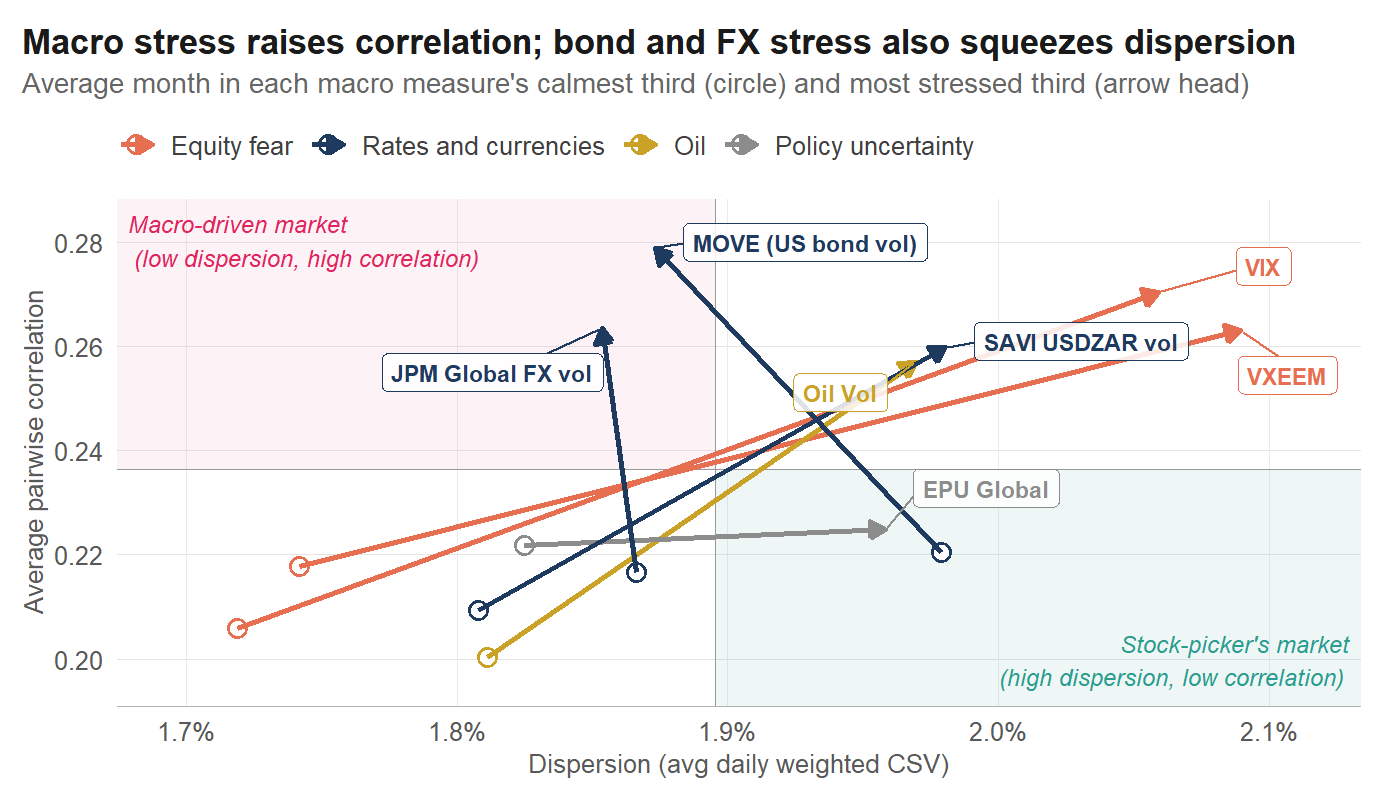 Macro stress raises correlation; bond and FX stress also squeezes dispersion
Average month in each macro measure's calmest third (circle) and most stressed third (arrow head)
Equity fear
Rates and currencies
Oil
Policy uncertainty
Macro-driven market
(low dispersion, high correlation)
MOVE (US bond vol)
VIX
SAVI USDZAR vol
JPM Global FX vol
VXEEM
Oil Vol
EPU Global
Stock-picker's market
(high dispersion, low correlation)
Average pairwise correlation
0.28
0.26
0.24
0.22
0.20
1.7%
1.8%
1.9%
2.0%
2.1%
Dispersion (avg daily weighted CSV)